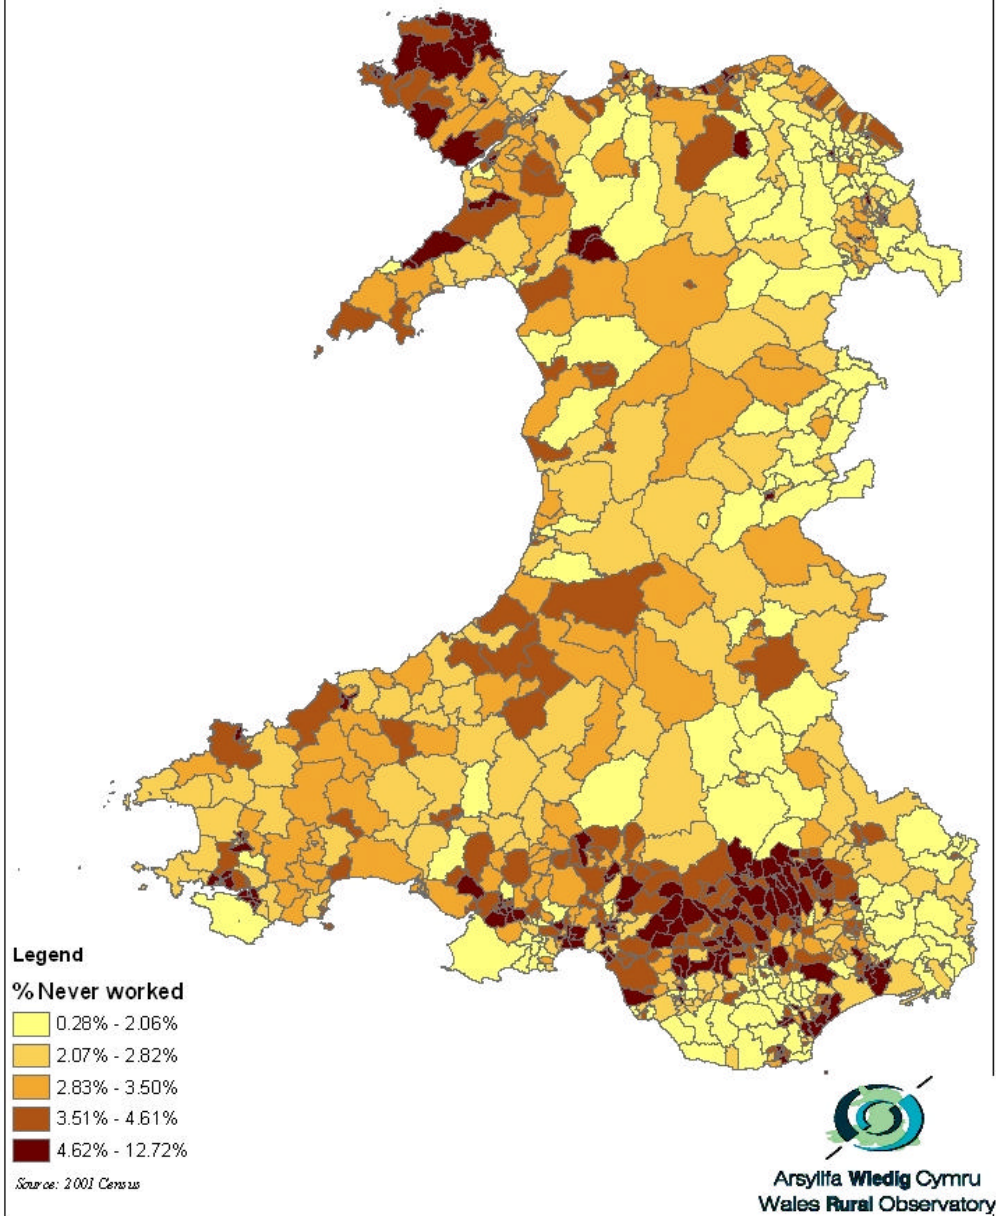 Legend
% Never worked
0.28% - 2.06%
2.07% - 2.82%
2.83% - 3.50%
3.51% - 4.61%
4.62% - 12.72%
Source: 2001 Census
Arsyllfa Wledig Cymru
Wales Rural Observatory